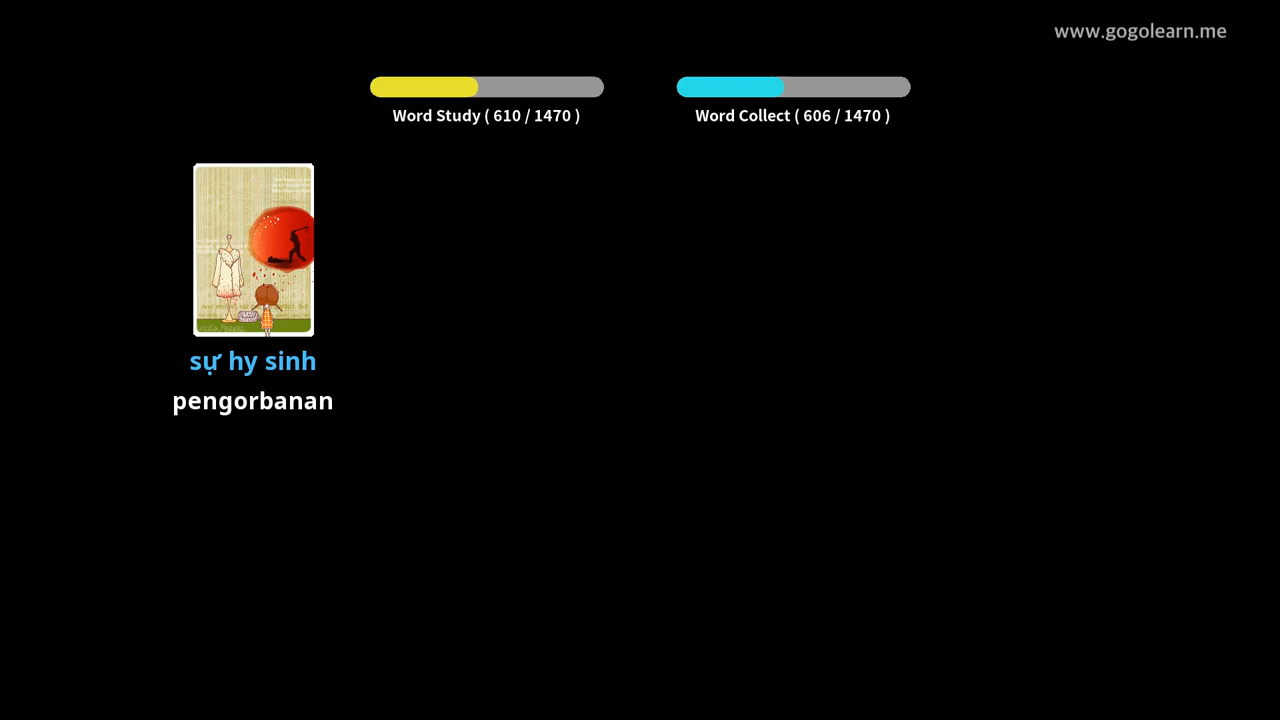 www.gogolearn.me
Word Study ( 610 / 1470 )
Word Collect ( 606 / 1470 )
sự hy sinh
pengorbanan